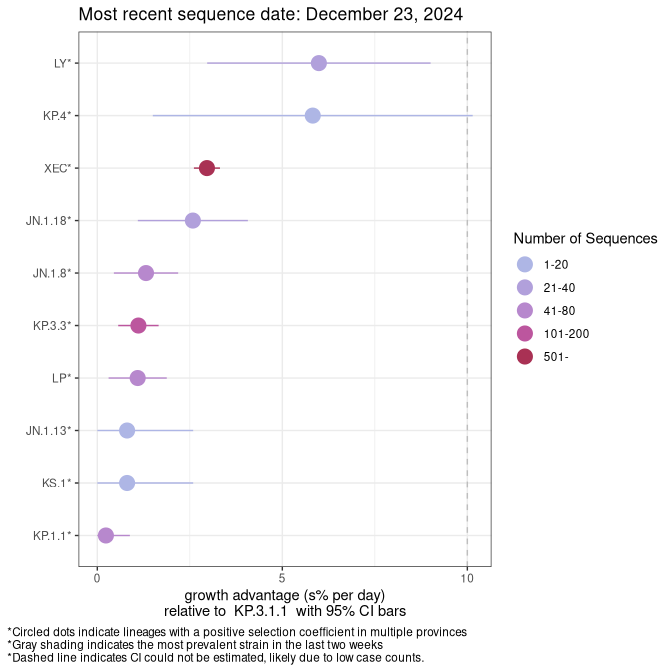 Most recent sequence date: December 23, 2024
LY*
KP.4*
XEC*
JN.1.18*
JN.1.8*
KP.3.3*
LP*
JN.1.13*
KS.1*
KP.1.1*
0 5 10
growth advantage (s% per day)
relative to KP.3.1.1 with 95% CI bars
Number of Sequences
1-20
21-40
41-80
101-200
501-
*Circled dots indicate lineages with a positive selection coefficient in multiple provinces
*Gray shading indicates the most prevalent strain in the last two weeks
*Dashed line indicates CI could not be estimated, likely due to low case counts.